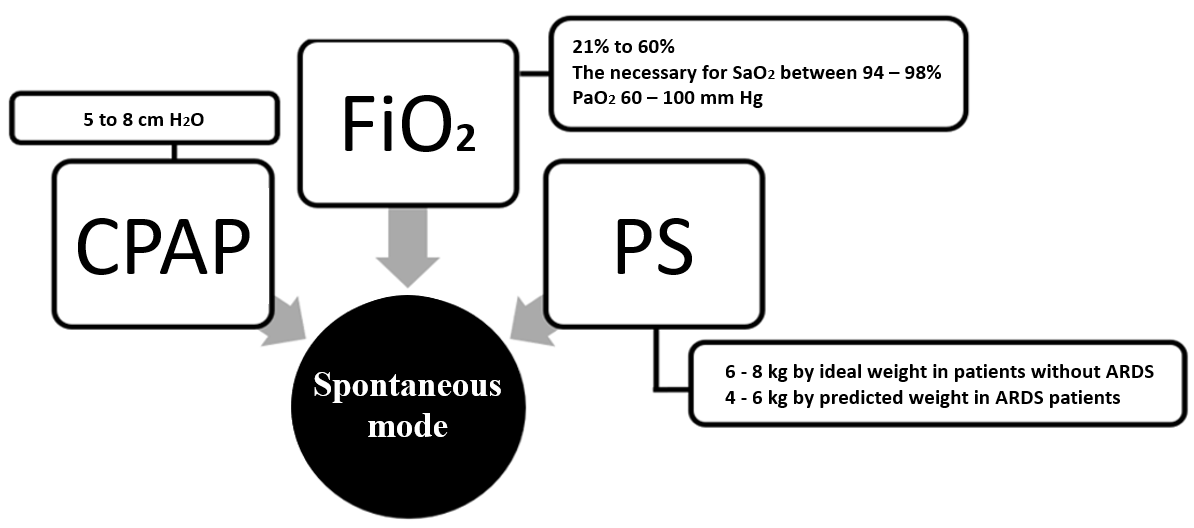 21% to 60%
The necessary for SaO₂ between 94 – 98%
PaO₂ 60 – 100 mm Hg
FiO₂
5 to 8 cm H₂O
CPAP
PS
Spontaneous
mode
6 - 8 kg by ideal weight in patients without ARDS
4 - 6 kg by predicted weight in ARDS patients